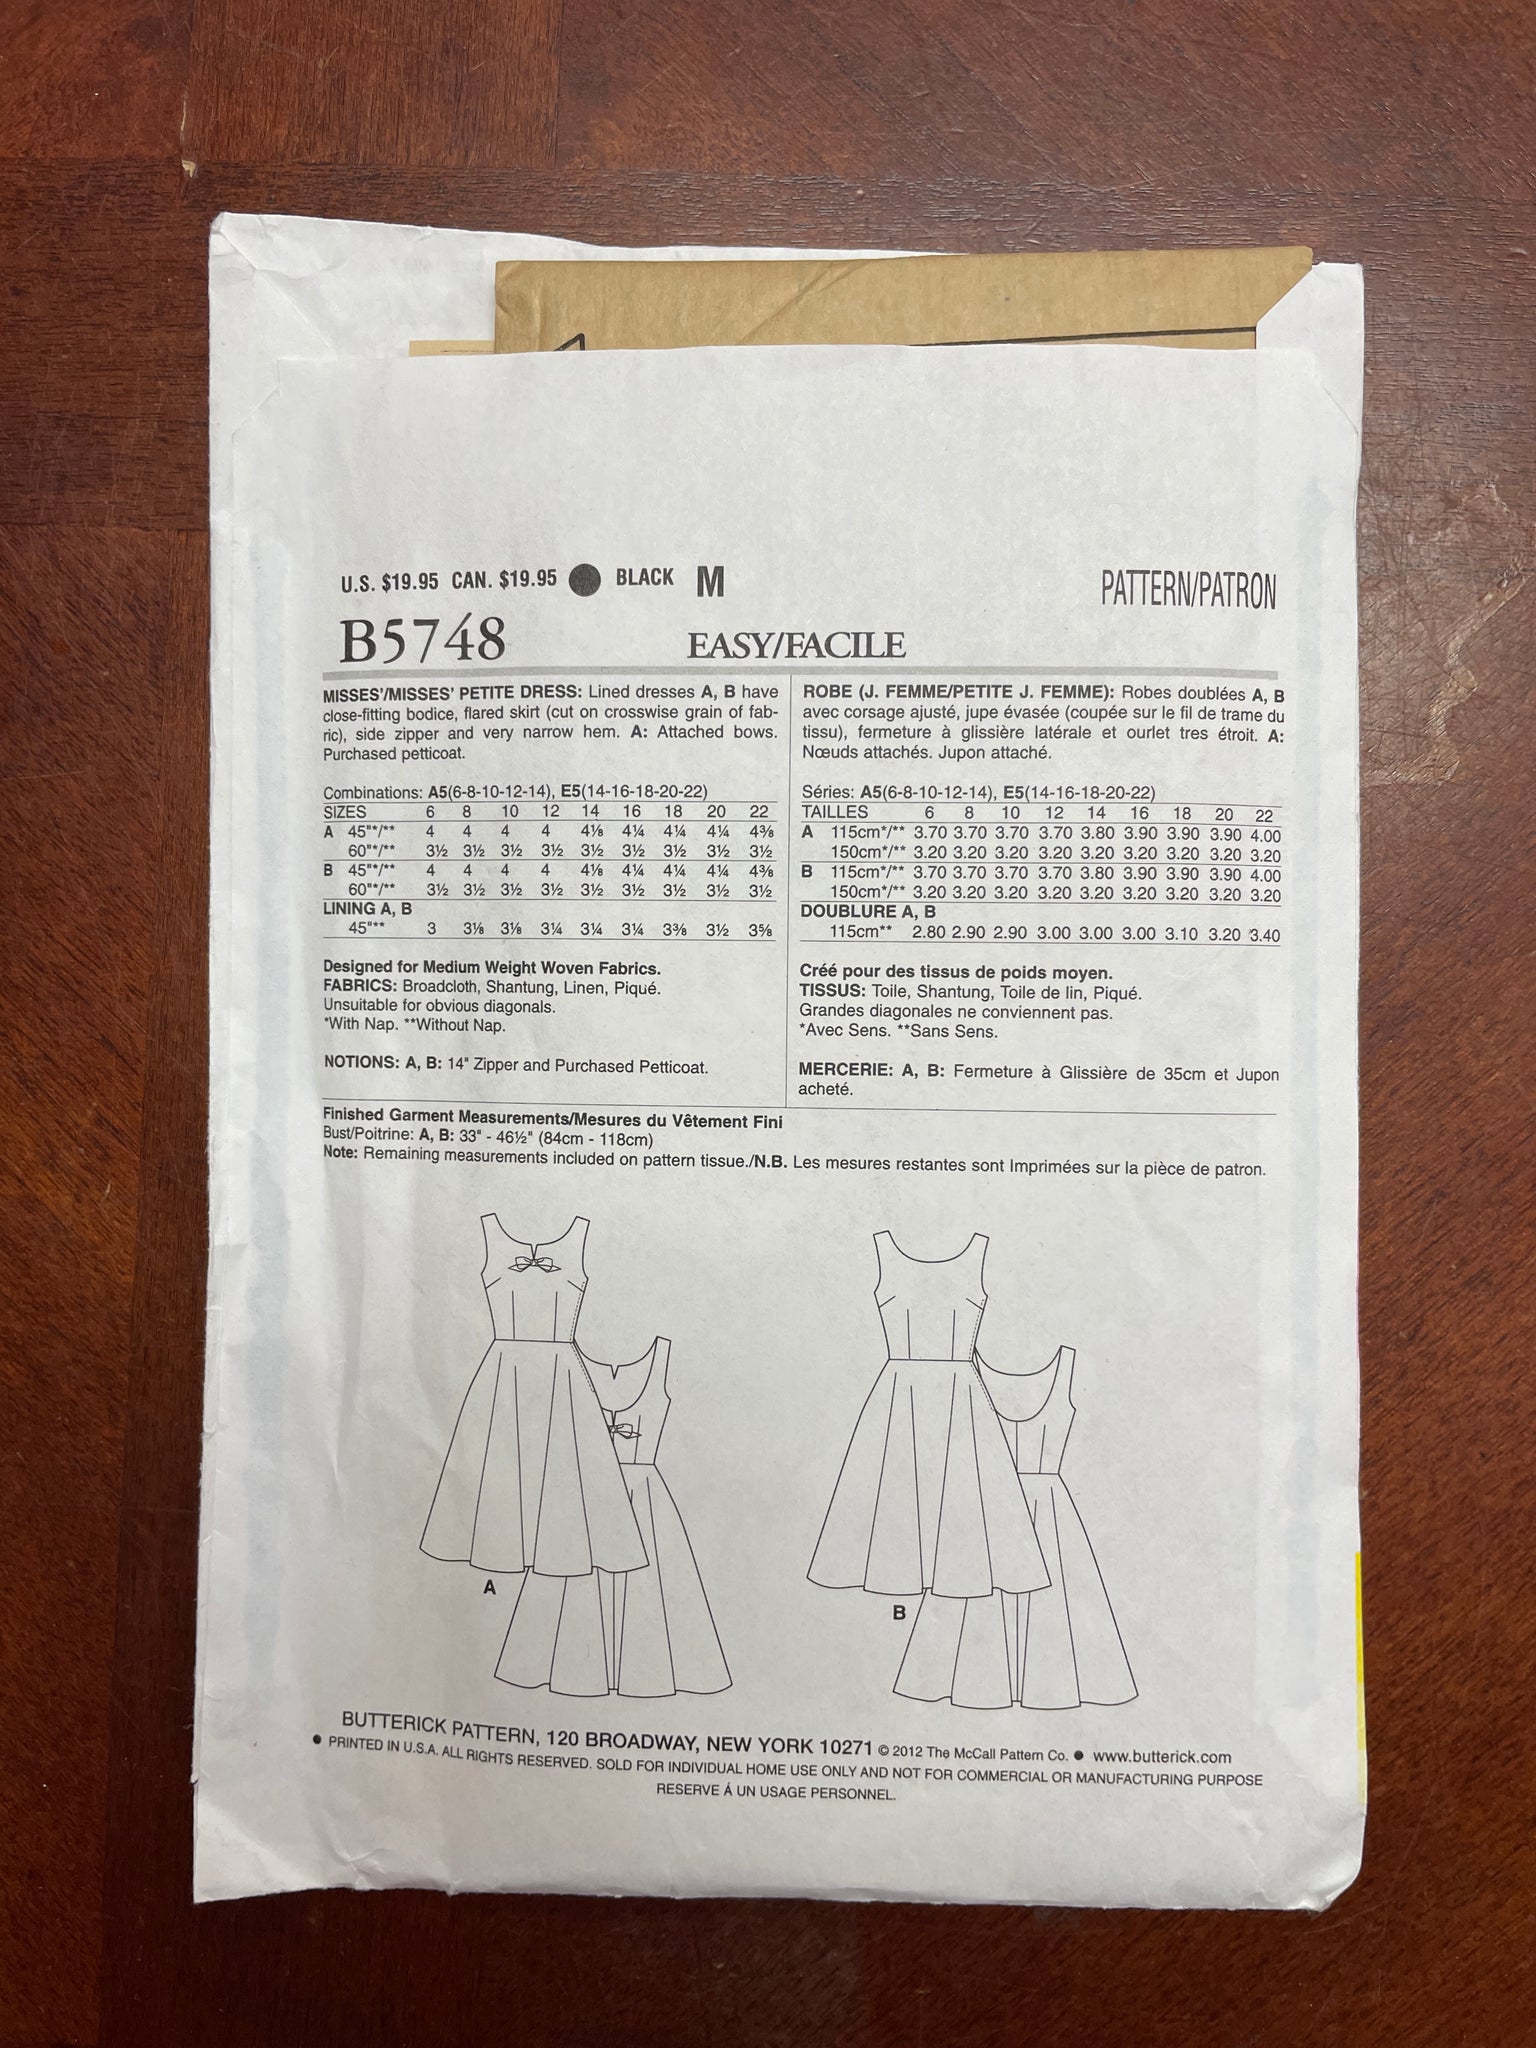 U.S. $19.95 CAN. $19.95 BLACK M PATTERN/PATRON
B5748 EASY/FACILE
MISSES'/MISSES' PETITE DRESS: Lined dresses A, B have
close-fitting bodice, flared skirt (cut on crosswise grain of fab-
ric), side zipper and very narrow hem. A: Attached bows.
Purchased petticoat.
Combinations: A5(6-8-10-12-14), E5(14-16-18-20-22)
SIZES 6 8 10 12 14 16 18 20 22
A 45"*/** 4 4 4 4 4⅛ 4¼ 4¼ 4¼ 4⅜
60"*/** 3½ 3½ 3½ 3½ 3½ 3½ 3½ 3½ 3½
B 45"*/** 4 4 4 4 4⅛ 4¼ 4¼ 4¼ 4⅜
60"*/** 3½ 3½ 3½ 3½ 3½ 3½ 3½ 3½ 3½
LINING A, B
45"** 3 3⅛ 3⅛ 3¼ 3¼ 3¼ 3⅜ 3½ 3⅝
Designed for Medium Weight Woven Fabrics.
FABRICS: Broadcloth, Shantung, Linen, Piqué.
Unsuitable for obvious diagonals.
*With Nap. **Without Nap.
NOTIONS: A, B: 14" Zipper and Purchased Petticoat.
ROBE (J. FEMME/PETITE J. FEMME): Robes doublées A, B
avec corsage ajusté, jupe évasée (coupée sur le fil de trame du
tissu), fermeture à glissière latérale et ourlet tres étroit. A:
Nœuds attachés. Jupon attaché.
Séries: A5(6-8-10-12-14), E5(14-16-18-20-22)
TAILLES 6 8 10 12 14 16 18 20 22
A 115cm*/** 3.70 3.70 3.70 3.70 3.80 3.90 3.90 3.90 4.00
150cm*/** 3.20 3.20 3.20 3.20 3.20 3.20 3.20 3.20 3.20
B 115cm*/** 3.70 3.70 3.70 3.70 3.80 3.90 3.90 3.90 4.00
150cm*/** 3.20 3.20 3.20 3.20 3.20 3.20 3.20 3.20 3.20
DOUBLURE A, B
115cm** 2.80 2.90 2.90 3.00 3.00 3.00 3.10 3.20 3.40
Créé pour des tissus de poids moyen.
TISSUS: Toile, Shantung, Toile de lin, Piqué.
Grandes diagonales ne conviennent pas.
*Avec Sens. **Sans Sens.
MERCERIE: A, B: Fermeture à Glissière de 35cm et Jupon
acheté.
Finished Garment Measurements/Mesures du Vêtement Fini
Bust/Poitrine: A, B: 33" - 46½" (84cm - 118cm)
Note: Remaining measurements included on pattern tissue./N.B. Les mesures restantes sont Imprimées sur la pièce de patron.
A
B
BUTTERICK PATTERN, 120 BROADWAY, NEW YORK 10271 © 2012 The McCall Pattern Co. • www.butterick.com
• PRINTED IN U.S.A. ALL RIGHTS RESERVED. SOLD FOR INDIVIDUAL HOME USE ONLY AND NOT FOR COMMERCIAL OR MANUFACTURING PURPOSE
RESERVE Á UN USAGE PERSONNEL.